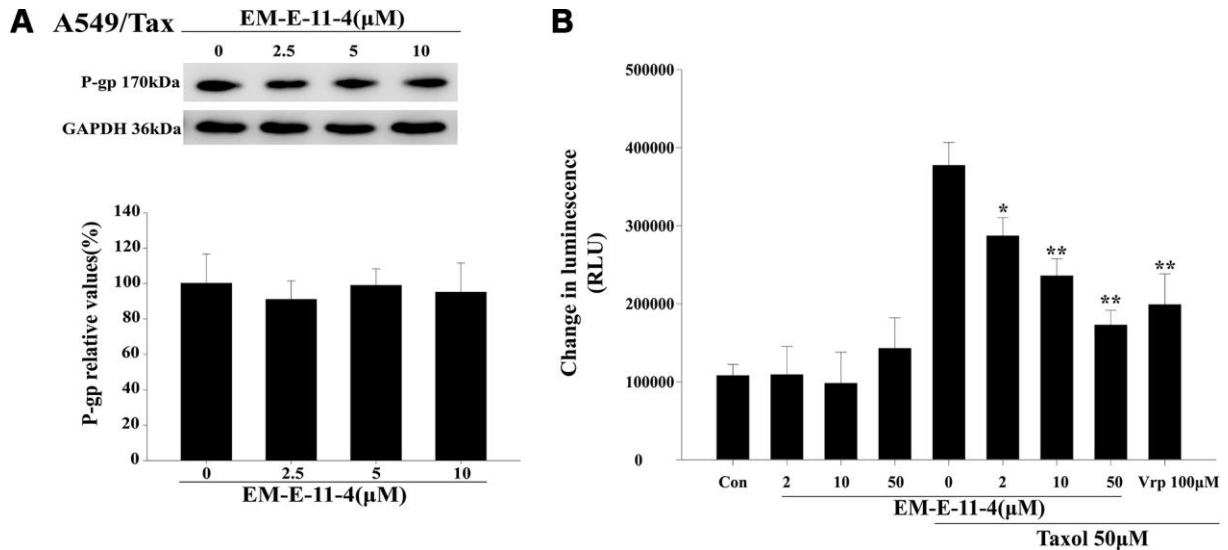 A A549/Tax EM-E-11-4(μM)
0 2.5 5 10
P-gp 170kDa
GAPDH 36kDa
P-gp relative values(%)
140
120
100
80
60
40
20
0
0 2.5 5 10
EM-E-11-4(μM)
B
Change in luminescence
(RLU)
500000
400000
300000
200000
100000
0
*
**
**
**
Con 2 10 50 0 2 10 50 Vrp 100μM
EM-E-11-4(μM)
Taxol 50μM